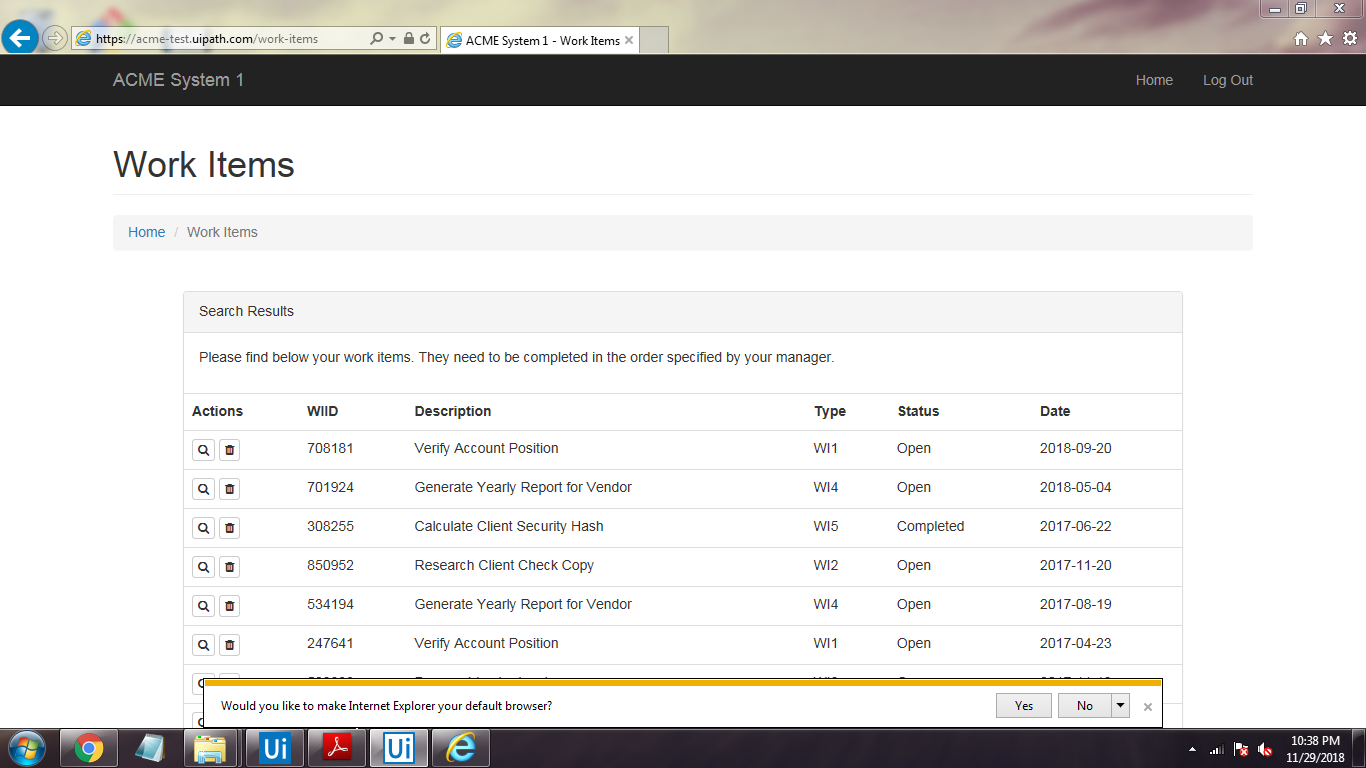 https://acme-test.uipath.com/work-items
ACME System 1 - Work Items
ACME System 1 Home Log Out
Work Items
Home / Work Items
Search Results
Please find below your work items. They need to be completed in the order specified by your manager.
Actions WIID Description Type Status Date
708181 Verify Account Position WI1 Open 2018-09-20
701924 Generate Yearly Report for Vendor WI4 Open 2018-05-04
308255 Calculate Client Security Hash WI5 Completed 2017-06-22
850952 Research Client Check Copy WI2 Open 2017-11-20
534194 Generate Yearly Report for Vendor WI4 Open 2017-08-19
247641 Verify Account Position WI1 Open 2017-04-23
Would you like to make Internet Explorer your default browser? Yes No
Ui Ui
10:38 PM
11/29/2018